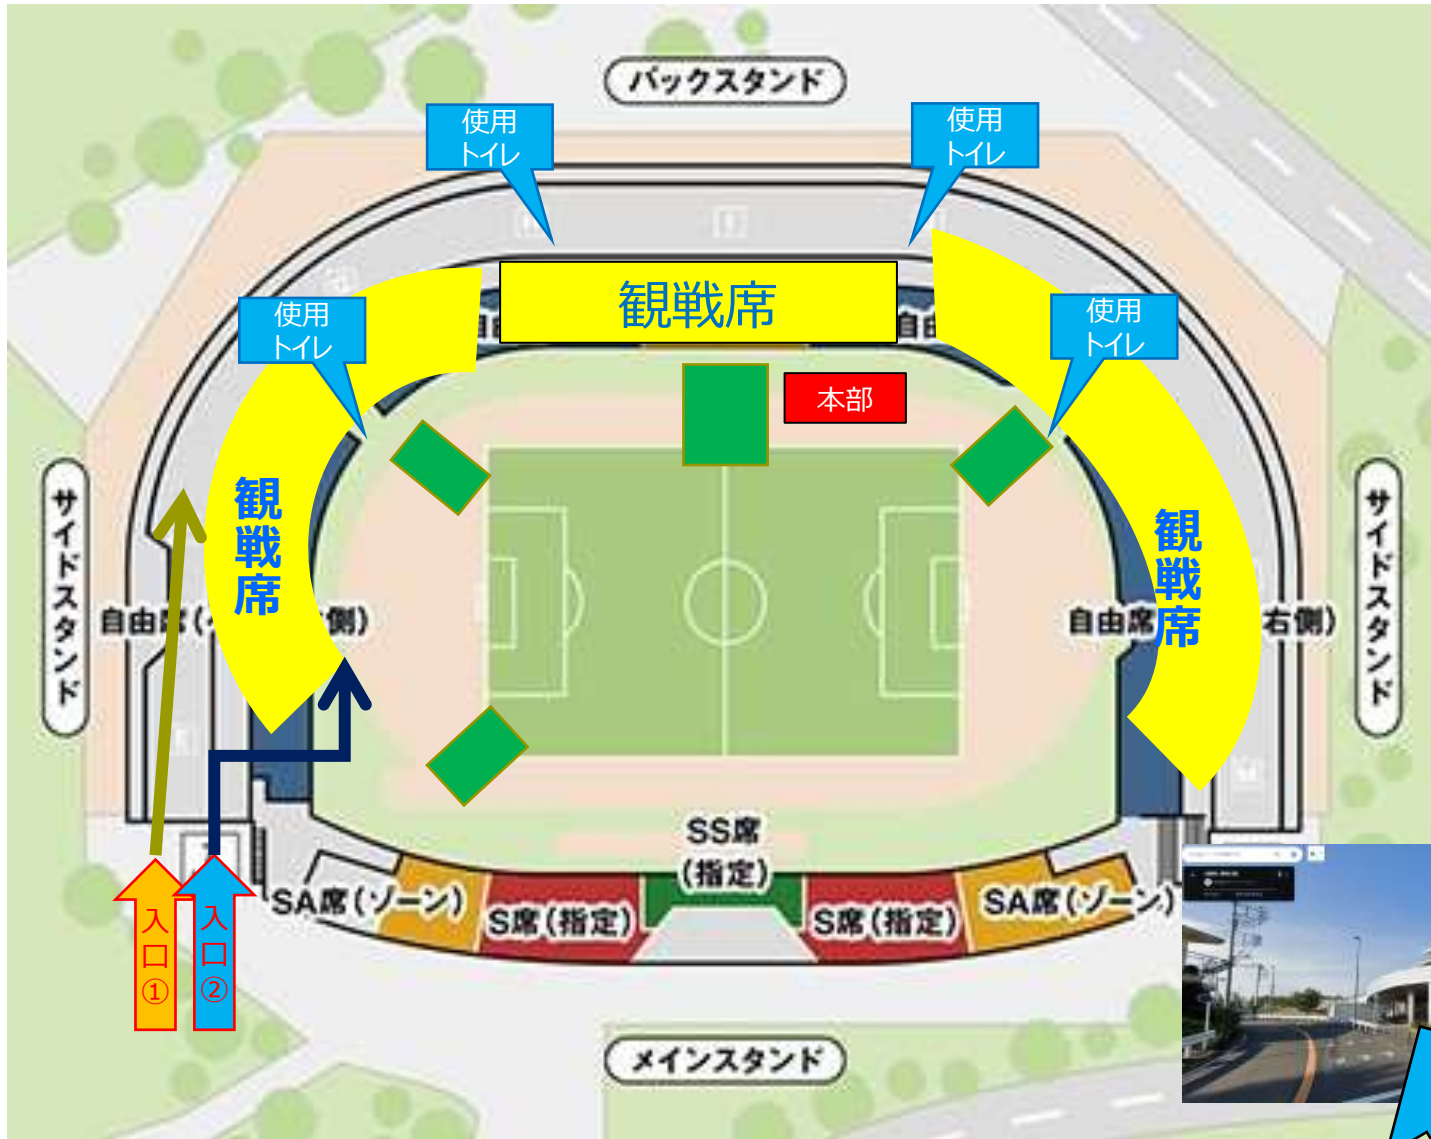 バックスタンド
使用
トイレ
使用
トイレ
観戦席
使用
トイレ
使用
トイレ
自
自由
本部
観戦席
観戦席
サイドスタンド
サイドスタンド
自由席(
側)
自由席
右側)
SS席
(指定)
SA席(ゾーン)
S席(指定)
S席(指定)
SA席(ゾーン)
入口①
入口②
メインスタンド